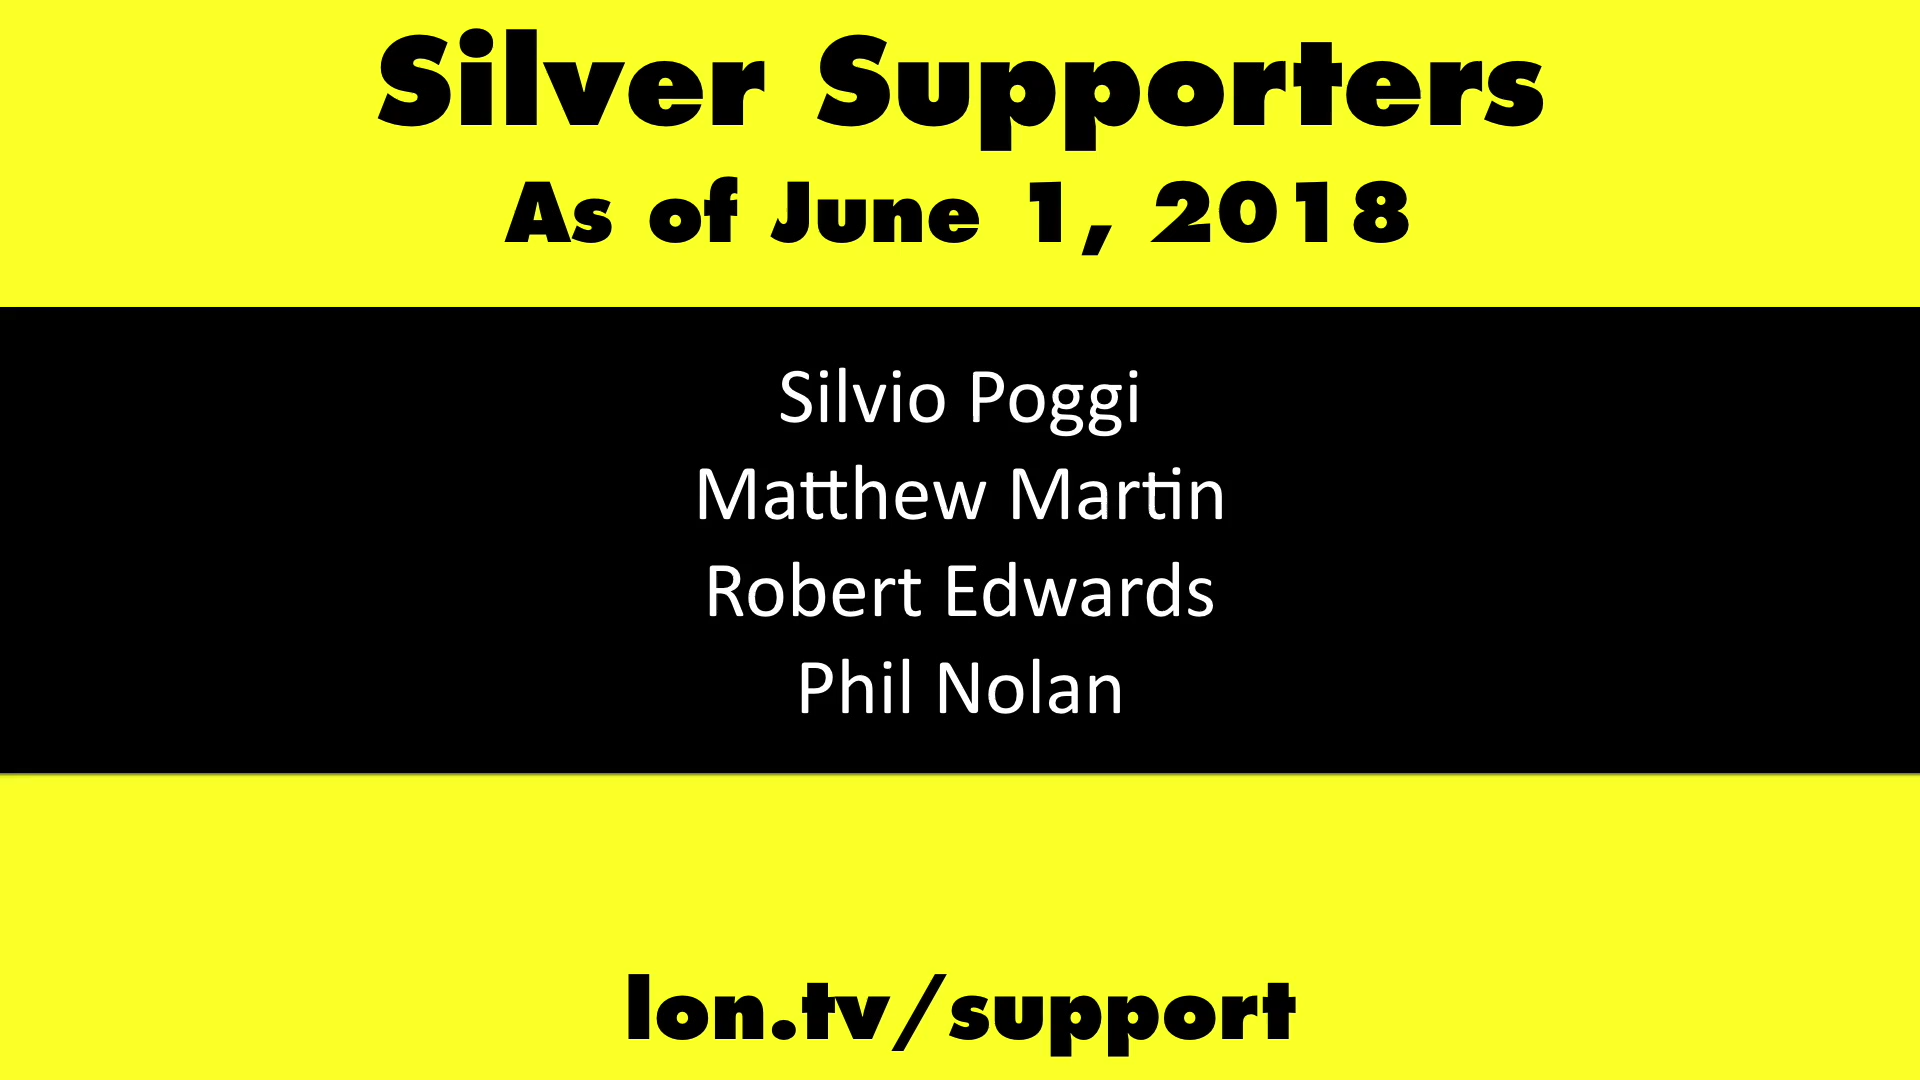 Silver Supporters
As of June 1, 2018
Silvio Poggi
Matthew Martin
Robert Edwards
Phil Nolan
lon.tv/support